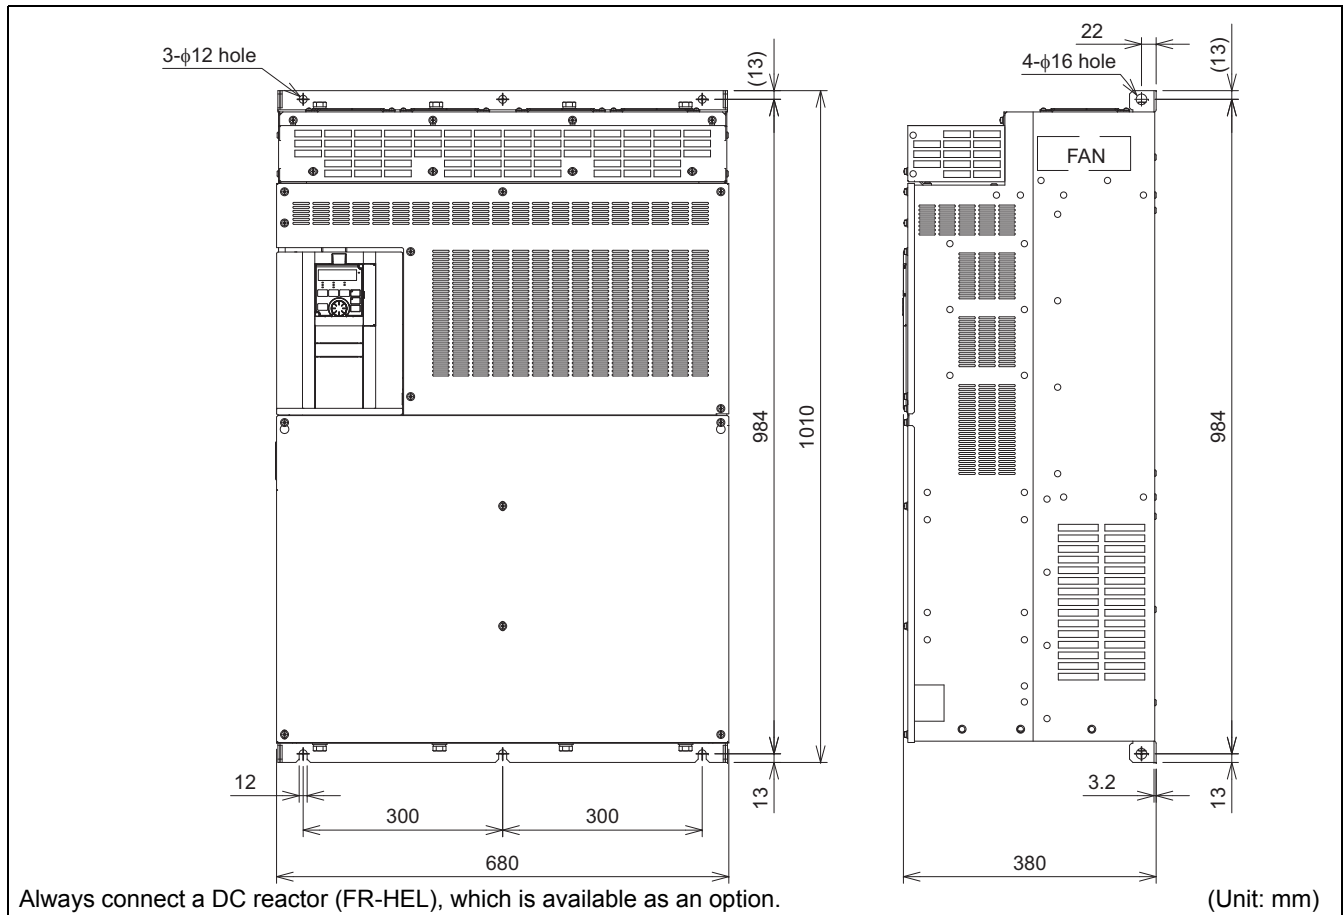 22
3-ϕ12 hole
(13)
4-ϕ16 hole
(13)
FAN
984
1010
984
12
13
3.2
13
300
300
680
380
Always connect a DC reactor (FR-HEL), which is available as an option.
(Unit: mm)